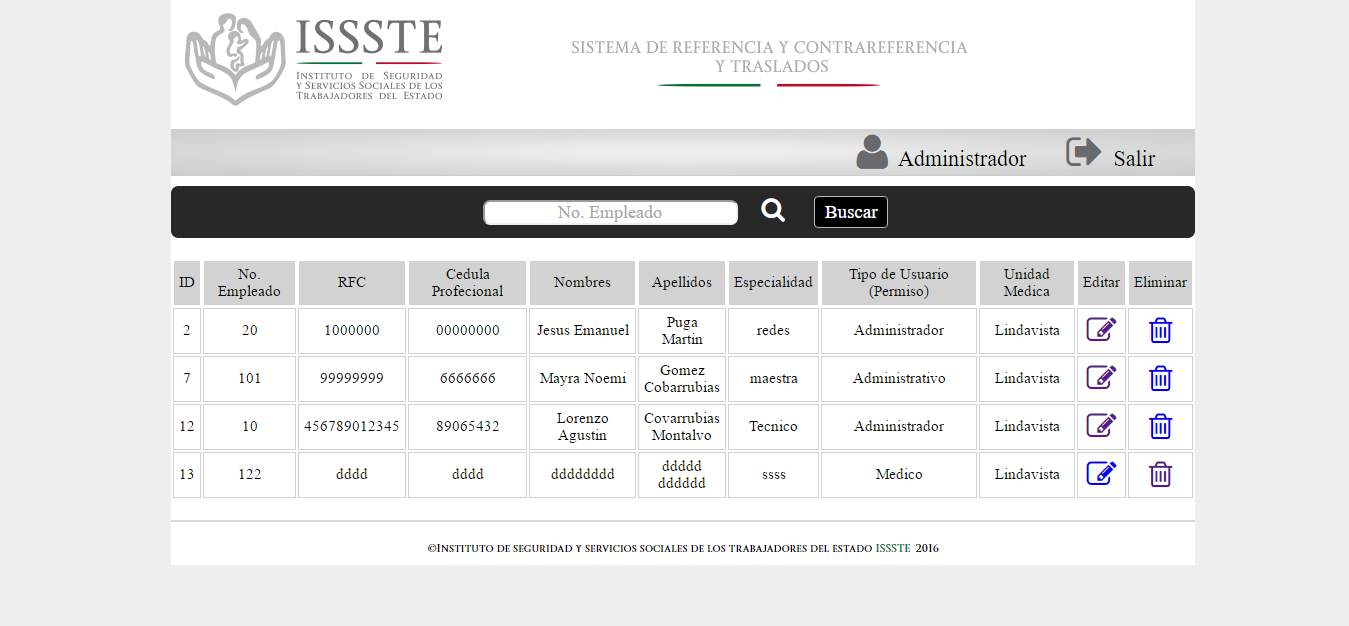 ISSSTE
INSTITUTO DE SEGURIDAD
Y SERVICIOS SOCIALES DE LOS
TRABAJADORES DEL ESTADO
SISTEMA DE REFERENCIA Y CONTRAREFERENCIA
Y TRASLADOS
Administrador Salir
No. Empleado Buscar
ID No. Empleado RFC Cedula Profecional Nombres Apellidos Especialidad Tipo de Usuario (Permiso) Unidad Medica Editar Eliminar
2 20 1000000 00000000 Jesus Emanuel Puga Martin redes Administrador Lindavista
7 101 99999999 6666666 Mayra Noemi Gomez Cobarrubias maestra Administrativo Lindavista
12 10 456789012345 89065432 Lorenzo Agustin Covarrubias Montalvo Tecnico Administrador Lindavista
13 122 dddd dddd dddddddd ddddd dddddd ssss Medico Lindavista
©INSTITUTO DE SEGURIDAD Y SERVICIOS SOCIALES DE LOS TRABAJADORES DEL ESTADO ISSSTE 2016